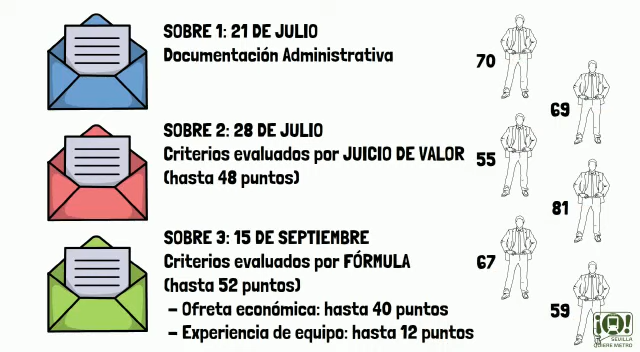 SOBRE 1: 21 DE JULIO
Documentación Administrativa
SOBRE 2: 28 DE JULIO
Criterios evaluados por JUICIO DE VALOR
(hasta 48 puntos)
SOBRE 3: 15 DE SEPTIEMBRE
Criterios evaluados por FÓRMULA
(hasta 52 puntos)
– Ofreta económica: hasta 40 puntos
– Experiencia de equipo: hasta 12 puntos
70
69
55
81
67
59
SEVILLA
QUIERE METRO